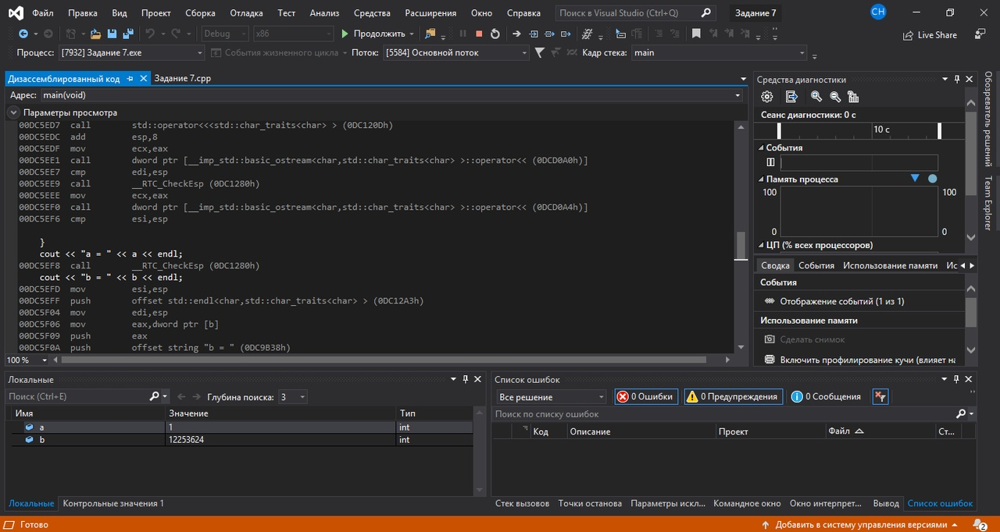 Файл Правка Вид Проект Сборка Отладка Тест Анализ Средства Расширения Окно Справка Поиск в Visual Studio (Ctrl+Q) Задание 7 CH
Debug x86 Продолжить Live Share
Процесс: [7932] Задание 7.exe События жизненного цикла Поток: [5584] Основной поток Кадр стека: main
Дизассемблированный код Задание 7.cpp
Адрес: main(void)
Параметры просмотра
00DC5ED7 call std::operator<<<std::char_traits<char> > (0DC120Dh)
00DC5EDC add esp,8
00DC5EDF mov ecx,eax
00DC5EE1 call dword ptr [__imp_std::basic_ostream<char,std::char_traits<char> >::operator<< (0DCD0A0h)]
00DC5EE7 cmp edi,esp
00DC5EE9 call __RTC_CheckEsp (0DC1280h)
00DC5EEE mov ecx,eax
00DC5EF0 call dword ptr [__imp_std::basic_ostream<char,std::char_traits<char> >::operator<< (0DCD0A4h)]
00DC5EF6 cmp esi,esp
}
cout << "a = " << a << endl;
00DC5EF8 call __RTC_CheckEsp (0DC1280h)
cout << "b = " << b << endl;
00DC5EFD mov esi,esp
00DC5EFF push offset std::endl<char,std::char_traits<char> > (0DC12A3h)
00DC5F04 mov edi,esp
00DC5F06 mov eax,dword ptr [b]
00DC5F09 push eax
00DC5F0A push offset string "b = " (0DC9B38h)
100 %
Средства диагностики
Сеанс диагностики: 0 с
10 с
События
Память процесса
100 100
0 0
ЦП (% всех процессоров)
Сводка События Использование памяти Ис
События
Отображение событий (1 из 1)
Использование памяти
Сделать снимок
Включить профилирование кучи (влияет на
Обозреватель решений
Team Explorer
Локальные
Поиск (Ctrl+E) Глубина поиска: 3
Имя Значение Тип
a 1 int
b 12253624 int
Локальные Контрольные значения 1
Список ошибок
Все решение 0 Ошибки 0 Предупреждения 0 Сообщения
Поиск по списку ошибок
Код Описание Проект Файл Ст...
Стек вызовов Точки останова Параметры искл... Командное окно Окно интерпрет... Вывод Список ошибок
Готово Добавить в систему управления версиями 2